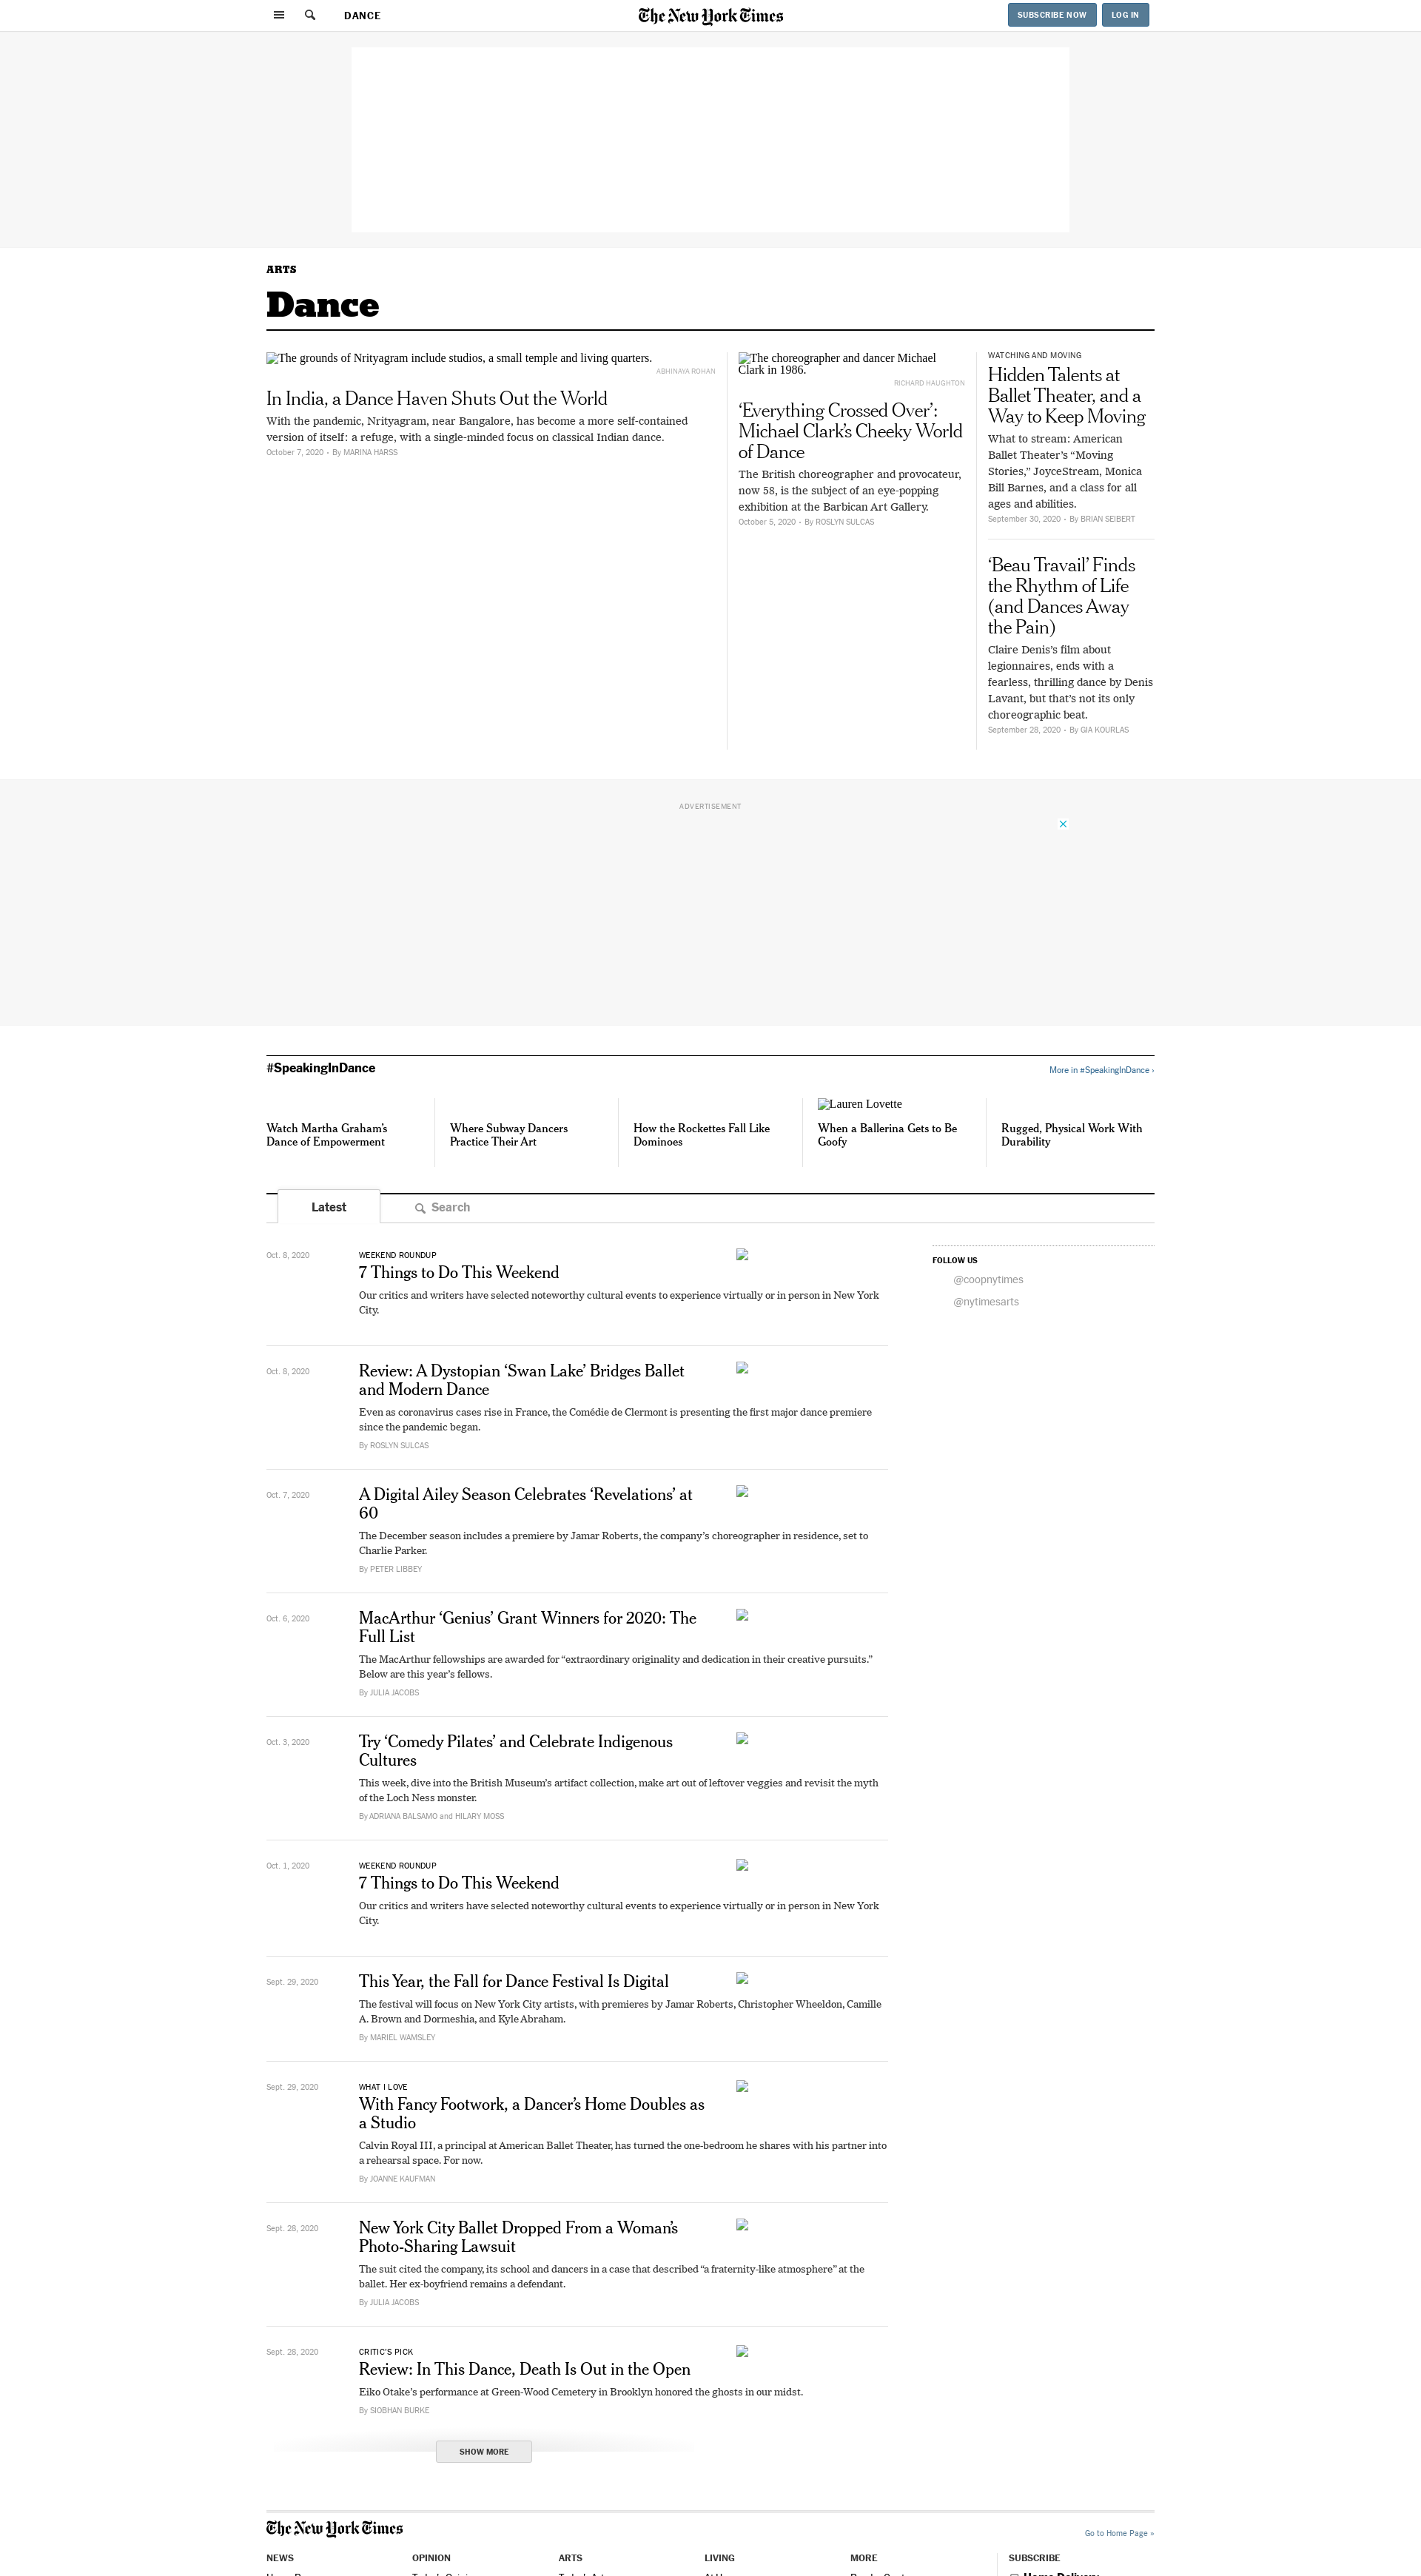 DANCE
The New York Times
SUBSCRIBE NOW
LOG IN
ARTS
Dance
The grounds of Nrityagram include studios, a small temple and living quarters.
ABHINAYA ROHAN
In India, a Dance Haven Shuts Out the World
With the pandemic, Nrityagram, near Bangalore, has become a more self-contained
version of itself: a refuge, with a single-minded focus on classical Indian dance.
October 7, 2020 • By MARINA HARSS
The choreographer and dancer Michael
Clark in 1986.
RICHARD HAUGHTON
‘Everything Crossed Over’:
Michael Clark’s Cheeky World
of Dance
The British choreographer and provocateur,
now 58, is the subject of an eye-popping
exhibition at the Barbican Art Gallery.
October 5, 2020 • By ROSLYN SULCAS
WATCHING AND MOVING
Hidden Talents at
Ballet Theater, and a
Way to Keep Moving
What to stream: American
Ballet Theater’s “Moving
Stories,” JoyceStream, Monica
Bill Barnes, and a class for all
ages and abilities.
September 30, 2020 • By BRIAN SEIBERT
‘Beau Travail’ Finds
the Rhythm of Life
(and Dances Away
the Pain)
Claire Denis’s film about
legionnaires, ends with a
fearless, thrilling dance by Denis
Lavant, but that’s not its only
choreographic beat.
September 28, 2020 • By GIA KOURLAS
ADVERTISEMENT
#SpeakingInDance
More in #SpeakingInDance ›
Watch Martha Graham’s
Dance of Empowerment
Where Subway Dancers
Practice Their Art
How the Rockettes Fall Like
Dominoes
Lauren Lovette
When a Ballerina Gets to Be
Goofy
Rugged, Physical Work With
Durability
Latest
Search
Oct. 8, 2020
WEEKEND ROUNDUP
7 Things to Do This Weekend
Our critics and writers have selected noteworthy cultural events to experience virtually or in person in New York
City.
FOLLOW US
@coopnytimes
@nytimesarts
Oct. 8, 2020
Review: A Dystopian ‘Swan Lake’ Bridges Ballet
and Modern Dance
Even as coronavirus cases rise in France, the Comédie de Clermont is presenting the first major dance premiere
since the pandemic began.
By ROSLYN SULCAS
Oct. 7, 2020
A Digital Ailey Season Celebrates ‘Revelations’ at
60
The December season includes a premiere by Jamar Roberts, the company’s choreographer in residence, set to
Charlie Parker.
By PETER LIBBEY
Oct. 6, 2020
MacArthur ‘Genius’ Grant Winners for 2020: The
Full List
The MacArthur fellowships are awarded for “extraordinary originality and dedication in their creative pursuits.”
Below are this year’s fellows.
By JULIA JACOBS
Oct. 3, 2020
Try ‘Comedy Pilates’ and Celebrate Indigenous
Cultures
This week, dive into the British Museum’s artifact collection, make art out of leftover veggies and revisit the myth
of the Loch Ness monster.
By ADRIANA BALSAMO and HILARY MOSS
Oct. 1, 2020
WEEKEND ROUNDUP
7 Things to Do This Weekend
Our critics and writers have selected noteworthy cultural events to experience virtually or in person in New York
City.
Sept. 29, 2020
This Year, the Fall for Dance Festival Is Digital
The festival will focus on New York City artists, with premieres by Jamar Roberts, Christopher Wheeldon, Camille
A. Brown and Dormeshia, and Kyle Abraham.
By MARIEL WAMSLEY
Sept. 29, 2020
WHAT I LOVE
With Fancy Footwork, a Dancer’s Home Doubles as
a Studio
Calvin Royal III, a principal at American Ballet Theater, has turned the one-bedroom he shares with his partner into
a rehearsal space. For now.
By JOANNE KAUFMAN
Sept. 28, 2020
New York City Ballet Dropped From a Woman’s
Photo-Sharing Lawsuit
The suit cited the company, its school and dancers in a case that described “a fraternity-like atmosphere” at the
ballet. Her ex-boyfriend remains a defendant.
By JULIA JACOBS
Sept. 28, 2020
CRITIC’S PICK
Review: In This Dance, Death Is Out in the Open
Eiko Otake’s performance at Green-Wood Cemetery in Brooklyn honored the ghosts in our midst.
By SIOBHAN BURKE
SHOW MORE
The New York Times
Go to Home Page »
NEWS
OPINION
ARTS
LIVING
MORE
SUBSCRIBE